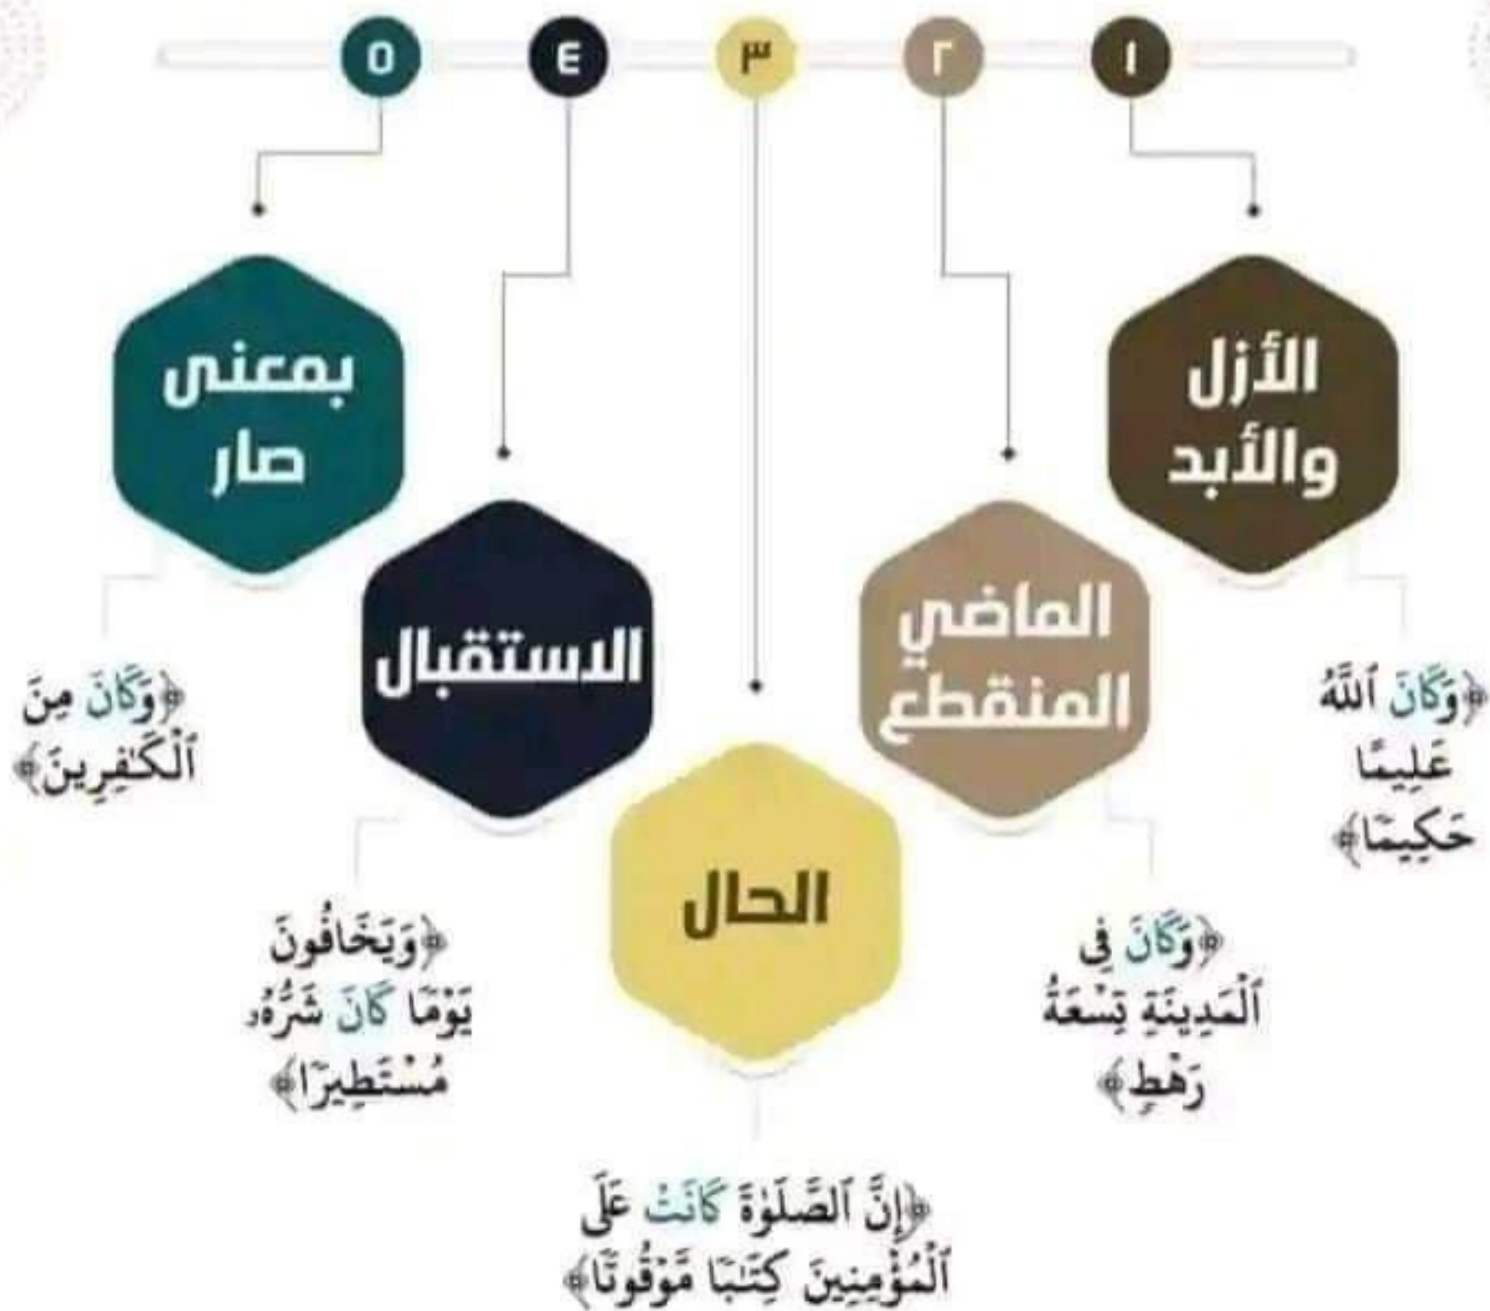 ١ ٢ ٣ ٤ ٥
الأزل
والأبد
﴿وَكَانَ ٱللَّهُ
عَلِيمًا
حَكِيمًا﴾
الماضي
المنقطع
﴿وَكَانَ فِى
ٱلْمَدِينَةِ تِسْعَةُ
رَهْطٍ﴾
الحال
﴿إِنَّ ٱلصَّلَوٰةَ كَانَتْ عَلَى
ٱلْمُؤْمِنِينَ كِتَـٰبًا مَّوْقُوتًا﴾
الاستقبال
﴿وَيَخَافُونَ
يَوْمًا كَانَ شَرُّهُۥ
مُسْتَطِيرًا﴾
بمعنى
صار
﴿وَكَانَ مِنَ
ٱلْكَـٰفِرِينَ﴾